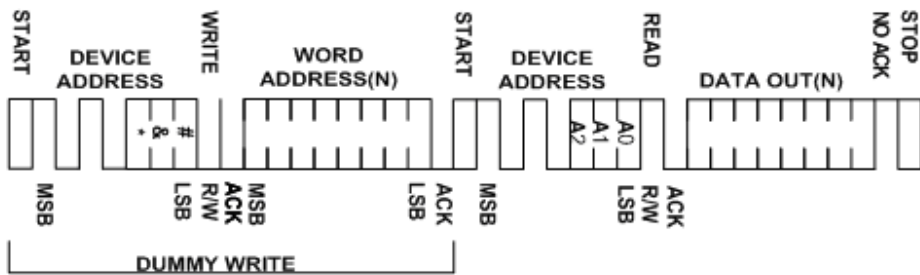 START
DEVICE
ADDRESS
WRITE
WORD
ADDRESS(N)
START
DEVICE
ADDRESS
READ
DATA OUT(N)
NO ACK
STOP
* & #
A2 A1 A0
MSB
LSB
R/W
ACK
MSB
LSB
ACK
MSB
LSB
R/W
ACK
DUMMY WRITE